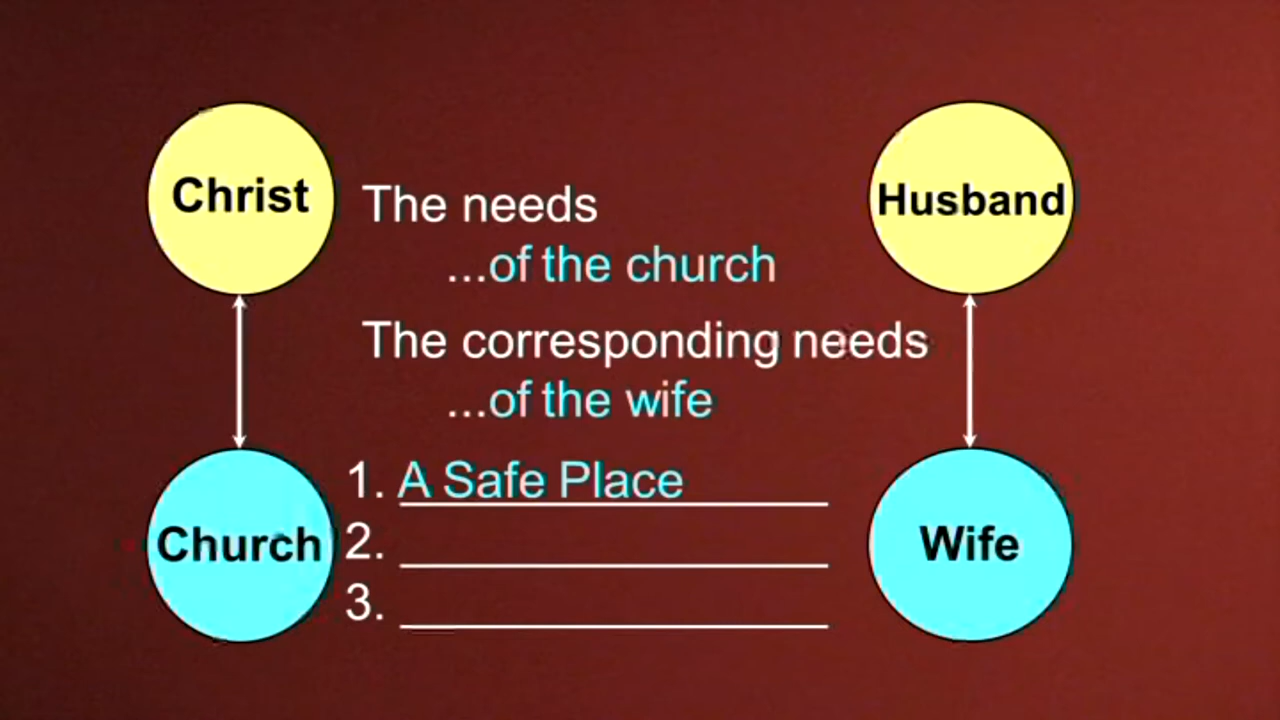 Christ
Husband
The needs
...of the church
The corresponding needs
...of the wife
1. A Safe Place
2.
3.
Church
Wife